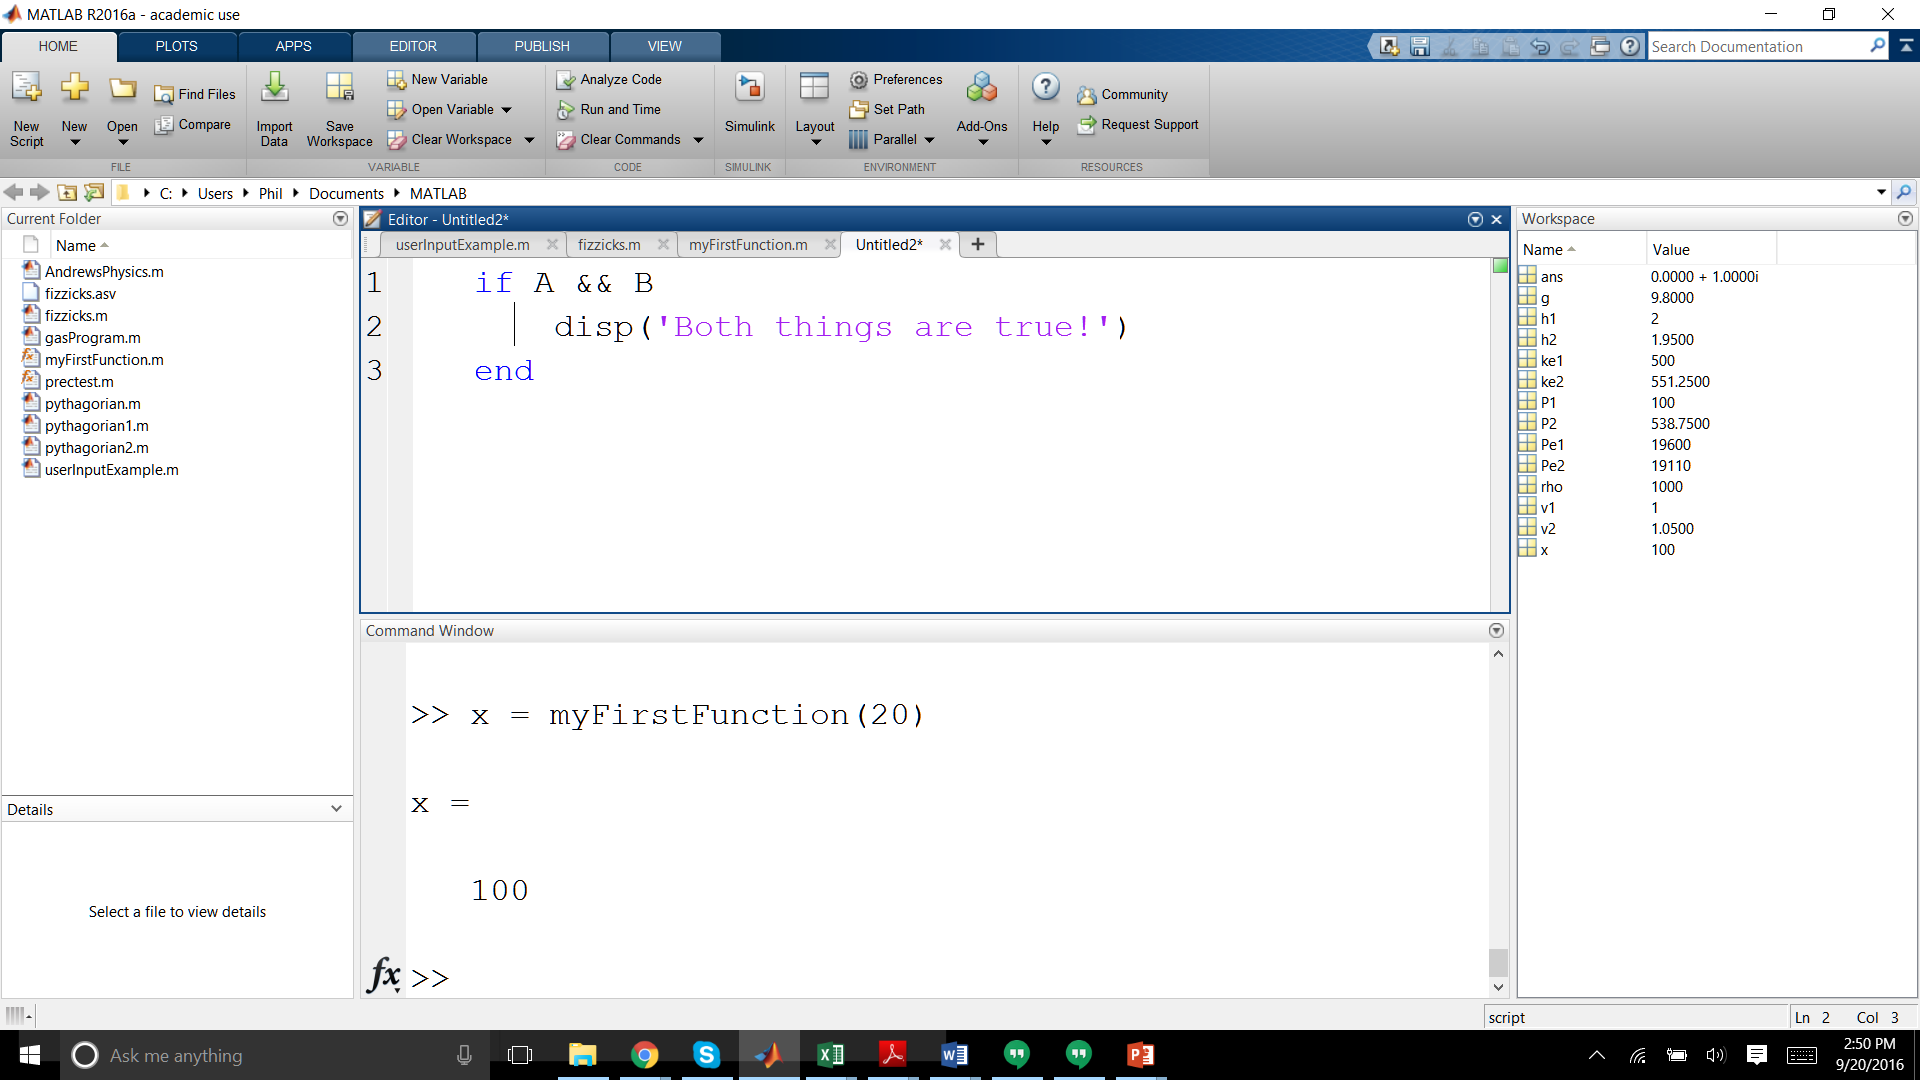 MATLAB R2016a - academic use
HOME PLOTS APPS EDITOR PUBLISH VIEW
Search Documentation
New Script
New
Open
Find Files
Compare
FILE
Import Data
Save Workspace
New Variable
Open Variable
Clear Workspace
VARIABLE
Analyze Code
Run and Time
Clear Commands
CODE
Simulink
SIMULINK
Layout
Preferences
Set Path
Parallel
Add-Ons
ENVIRONMENT
Help
Community
Request Support
RESOURCES
C: Users Phil Documents MATLAB
Current Folder
Name
AndrewsPhysics.m
fizzicks.asv
fizzicks.m
gasProgram.m
myFirstFunction.m
prectest.m
pythagorian.m
pythagorian1.m
pythagorian2.m
userInputExample.m
Details
Select a file to view details
Editor - Untitled2*
userInputExample.m fizzicks.m myFirstFunction.m Untitled2* +
1 if A && B
2 disp('Both things are true!')
3 end
Command Window
>> x = myFirstFunction(20)
x =
100
fx >>
Workspace
Name Value
ans 0.0000 + 1.0000i
g 9.8000
h1 2
h2 1.9500
ke1 500
ke2 551.2500
P1 100
P2 538.7500
Pe1 19600
Pe2 19110
rho 1000
v1 1
v2 1.0500
x 100
script Ln 2 Col 3
Ask me anything
2:50 PM
9/20/2016